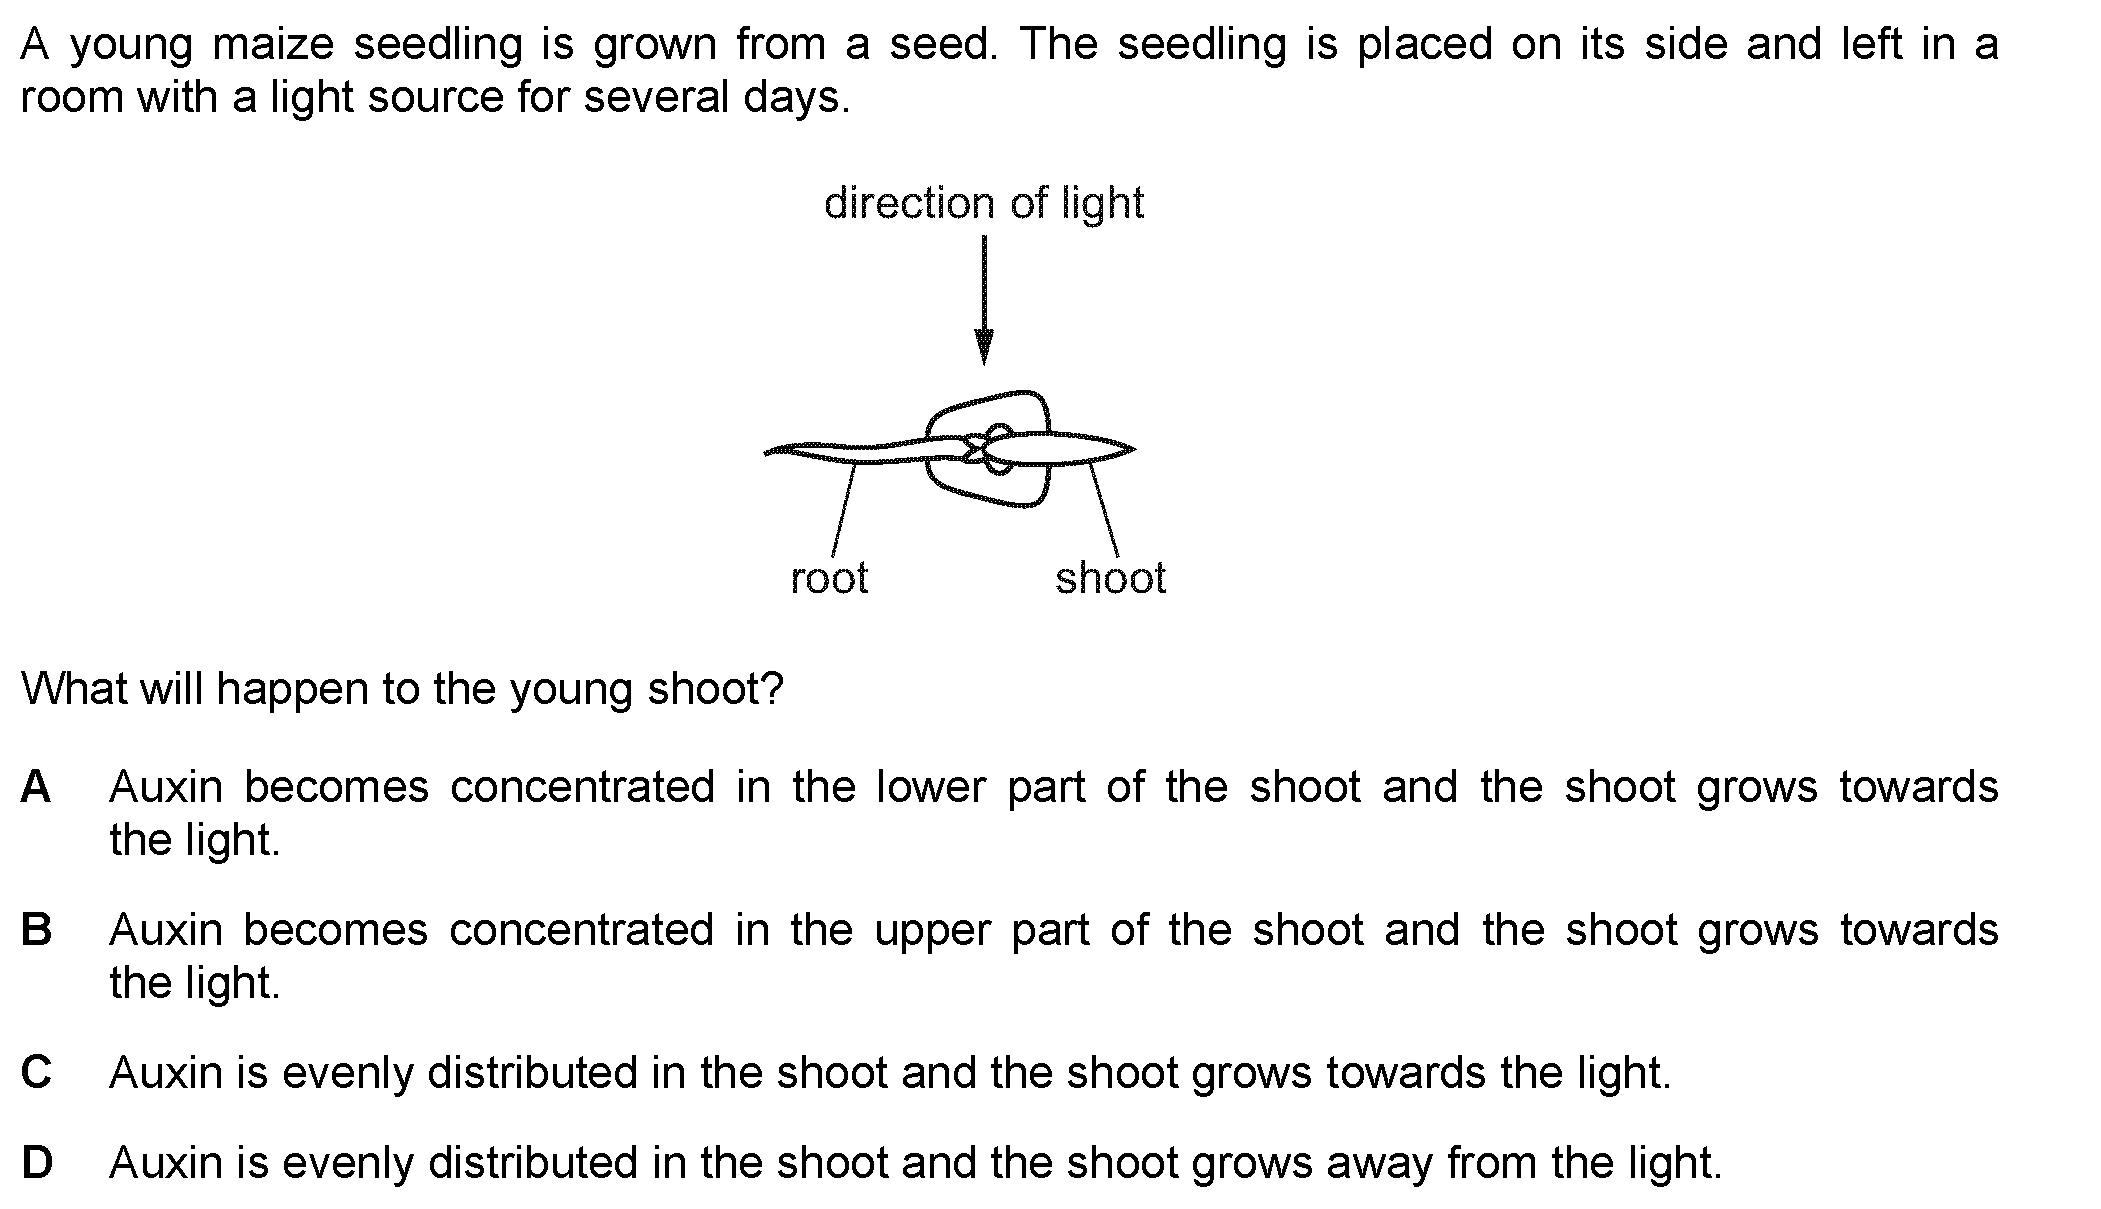 A young maize seedling is grown from a seed. The seedling is placed on its side and left in a
room with a light source for several days.
direction of light
root
shoot
What will happen to the young shoot?
A Auxin becomes concentrated in the lower part of the shoot and the shoot grows towards
the light.
B Auxin becomes concentrated in the upper part of the shoot and the shoot grows towards
the light.
C Auxin is evenly distributed in the shoot and the shoot grows towards the light.
D Auxin is evenly distributed in the shoot and the shoot grows away from the light.